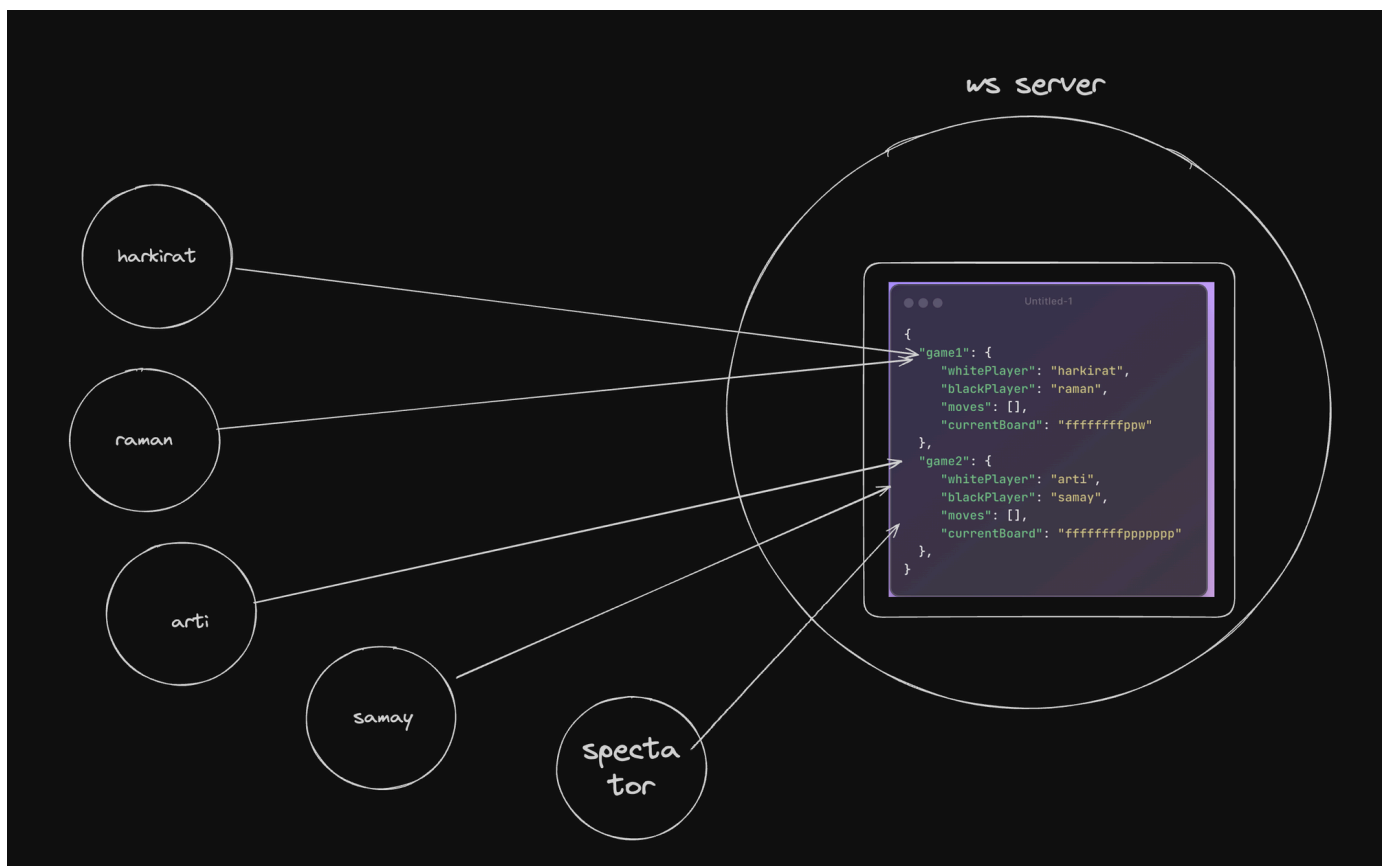 ws server
harkirat
raman
arti
samay
specta
tor
Untitled-1
{
"game1": {
"whitePlayer": "harkirat",
"blackPlayer": "raman",
"moves": [],
"currentBoard": "ffffffffppw"
},
"game2": {
"whitePlayer": "arti",
"blackPlayer": "samay",
"moves": [],
"currentBoard": "ffffffffppppppp"
},
}